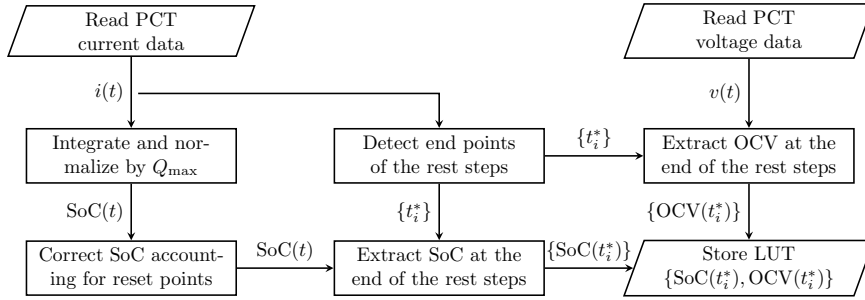 Read PCT
current data
Read PCT
voltage data
i(t)
v(t)
Integrate and nor-
malize by Q_max
Detect end points
of the rest steps
{t_i^*}
Extract OCV at the
end of the rest steps
SoC(t)
{t_i^*}
{OCV(t_i^*)}
Correct SoC account-
ing for reset points
SoC(t)
Extract SoC at the
end of the rest steps
{SoC(t_i^*)}
Store LUT
{SoC(t_i^*), OCV(t_i^*)}